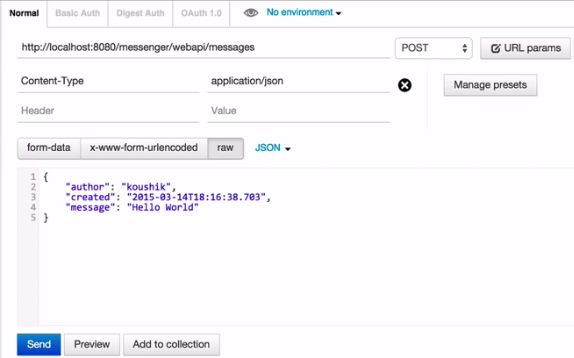 Normal Basic Auth Digest Auth OAuth 1.0 No environment
http://localhost:8080/messenger/webapi/messages POST URL params
Content-Type application/json Manage presets
Header Value
form-data x-www-form-urlencoded raw JSON
1 {
2 "author": "koushik",
3 "created": "2015-03-14T18:16:38.703",
4 "message": "Hello World"
5 }
Send Preview Add to collection